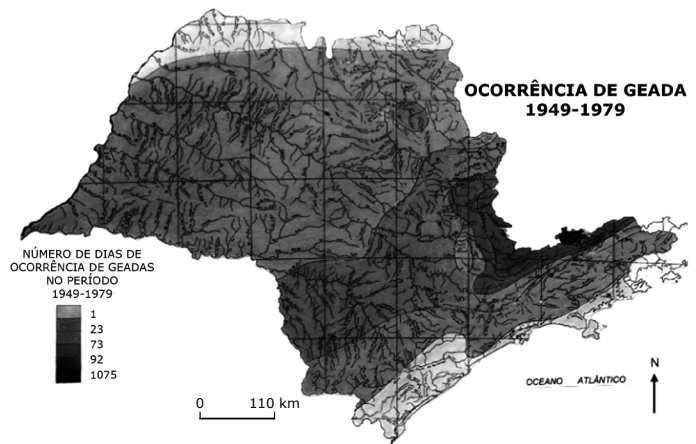 OCORRÊNCIA DE GEADA
1949-1979
NÚMERO DE DIAS DE
OCORRÊNCIA DE GEADAS
NO PERÍODO
1949-1979
1
23
73
92
1075
0 110 km
OCEANO ATLÂNTICO
N